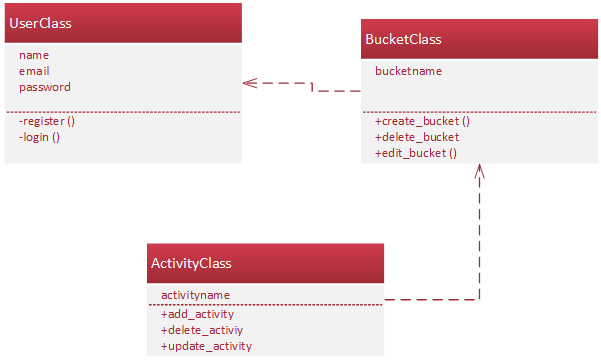 UserClass
name
email
password
-register ()
-login ()
BucketClass
bucketname
+create_bucket ()
+delete_bucket
+edit_bucket ()
ActivityClass
activityname
+add_activity
+delete_activiy
+update_activity